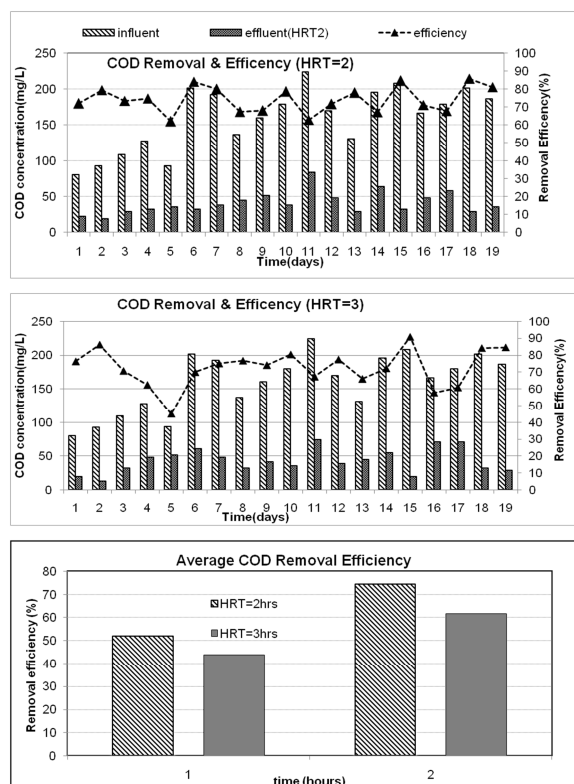 influent effluent(HRT2) efficiency
COD Removal & Efficency (HRT=2)
COD concentration(mg/L)
250
200
150
100
50
0
100
90
80
70
60
50
40
30
20
10
0
Removal Efficency(%)
1 2 3 4 5 6 7 8 9 10 11 12 13 14 15 16 17 18 19
Time(days)
COD Removal & Efficency (HRT=3)
COD concentration(mg/L)
250
200
150
100
50
0
100
90
80
70
60
50
40
30
20
10
0
Removal Efficency(%)
1 2 3 4 5 6 7 8 9 10 11 12 13 14 15 16 17 18 19
Time(days)
Average COD Removal Efficiency
Removal efficiency (%)
80
70
60
50
40
30
20
10
0
HRT=2hrs
HRT=3hrs
1 2
time (hours)